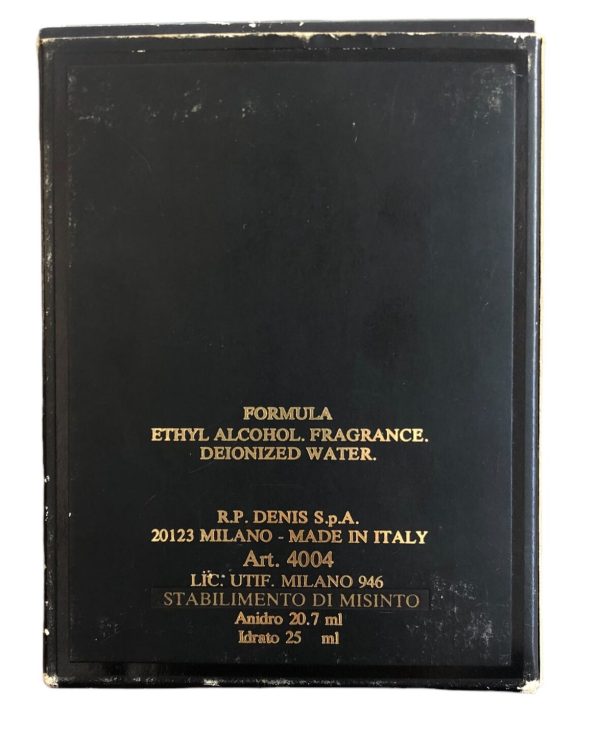 FORMULA
ETHYL ALCOHOL. FRAGRANCE.
DEIONIZED WATER.
R.P. DENIS S.p.A.
20123 MILANO - MADE IN ITALY
Art. 4004
LIC. UTIF. MILANO 946
STABILIMENTO DI MISINTO
Anidro 20.7 ml
Idrato 25 ml